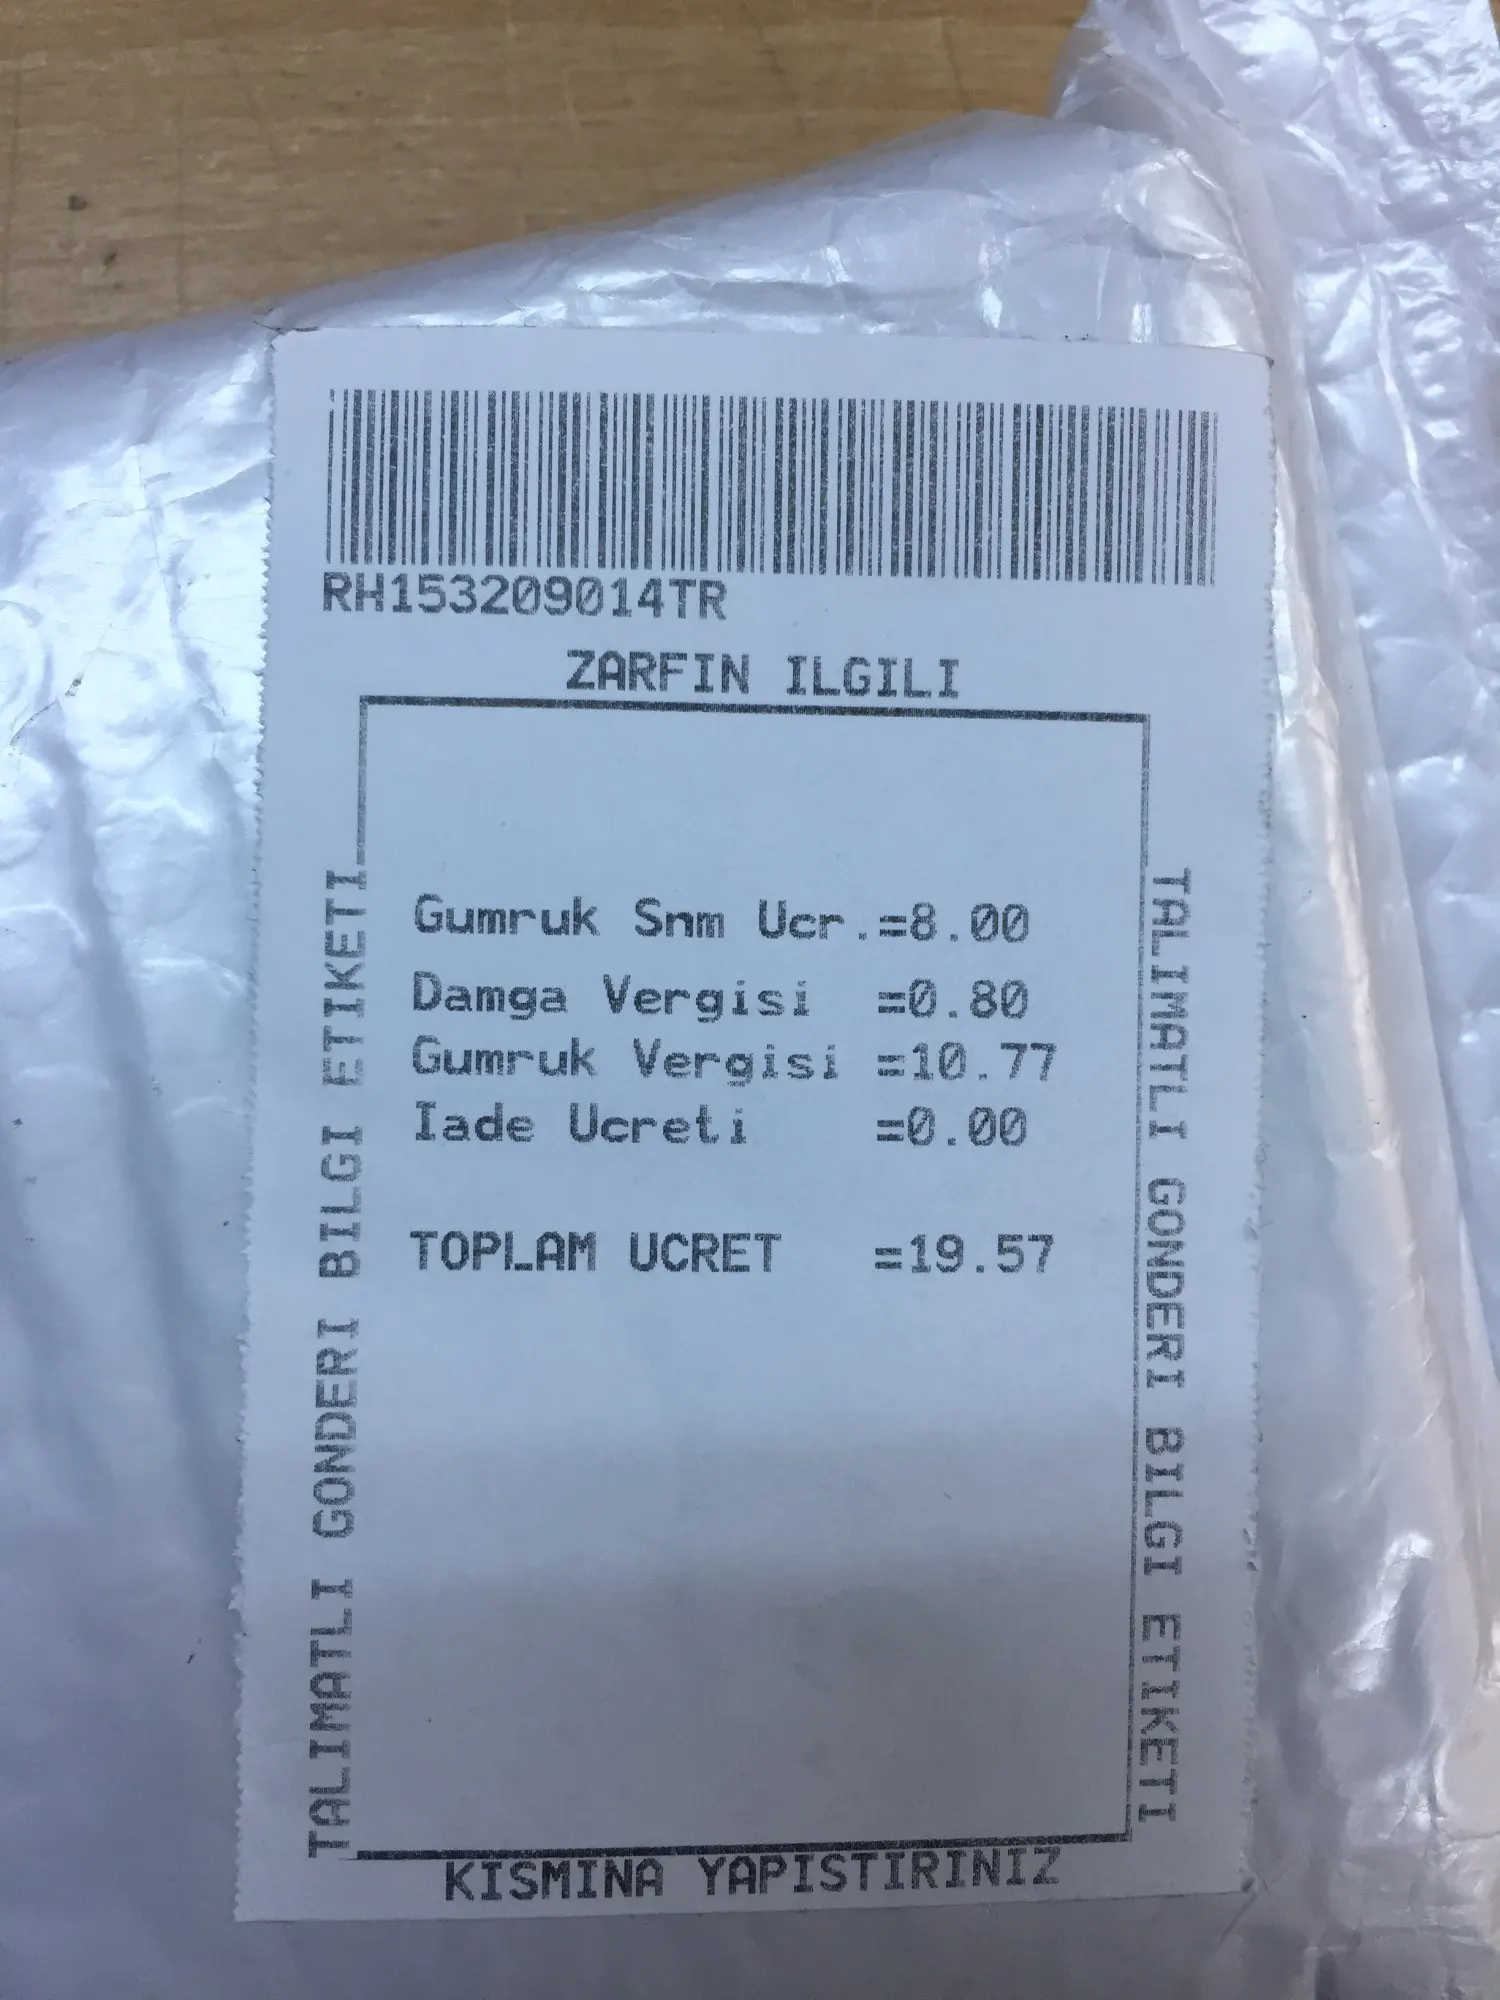 RH153209014TR
ZARFIN ILGILI
TALIMATLI GONDERI BILGI ETIKETI
Gumruk Snm Ucr.=8.00
Damga Vergisi =0.80
Gumruk Vergisi =10.77
Iade Ucreti =0.00
TOPLAM UCRET =19.57
TALIMATLI GONDERI BILGI ETIKETI
KISMINA YAPISTIRINIZ